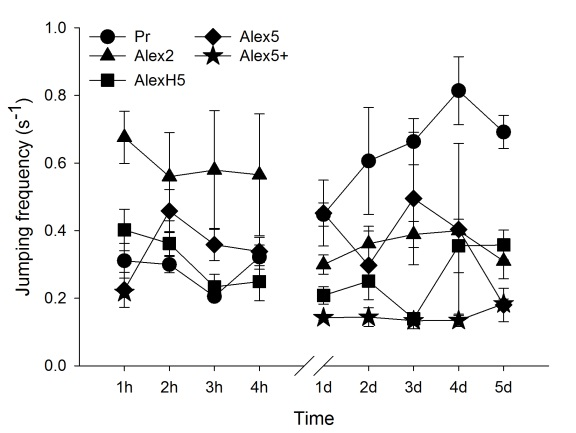 1.0
Pr
Alex5
Alex2
Alex5+
AlexH5
0.8
0.6
0.4
0.2
0.0
Jumping frequency (s⁻¹)
1h 2h 3h 4h 1d 2d 3d 4d 5d
Time